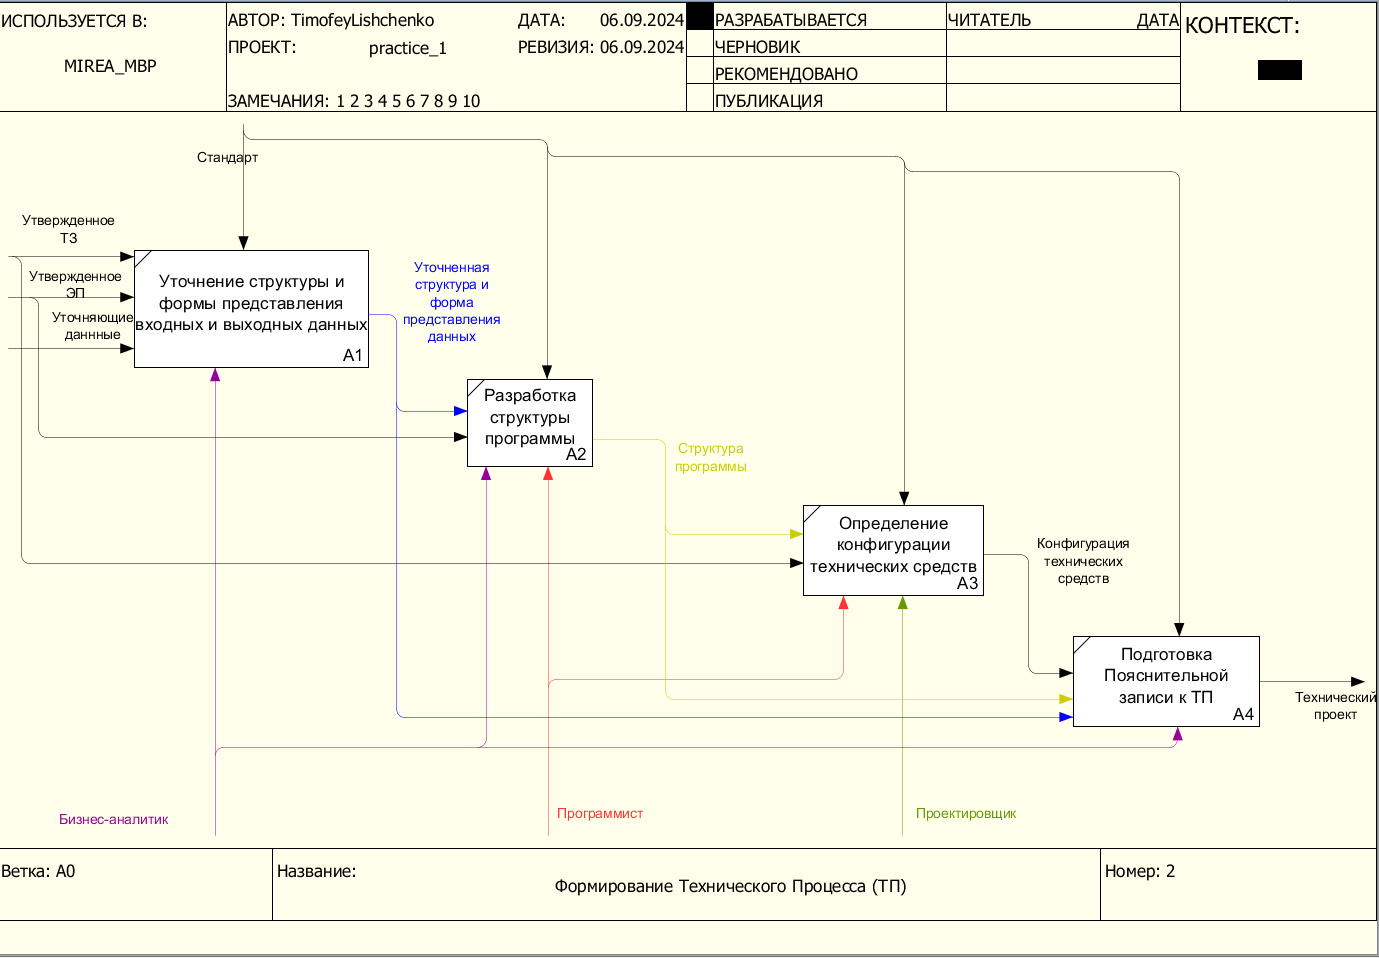 ИСПОЛЬЗУЕТСЯ В:
MIREA_MBP
АВТОР: TimofeyLishchenko
ДАТА: 06.09.2024
ПРОЕКТ: practice_1
РЕВИЗИЯ: 06.09.2024
ЗАМЕЧАНИЯ: 1 2 3 4 5 6 7 8 9 10
РАЗРАБАТЫВАЕТСЯ
ЧЕРНОВИК
РЕКОМЕНДОВАНО
ПУБЛИКАЦИЯ
ЧИТАТЕЛЬ
ДАТА
КОНТЕКСТ:
Стандарт
Утвержденное
ТЗ
Утвержденное
ЭП
Уточняющие
даннные
Уточнение структуры и
формы представления
входных и выходных данных
A1
Уточненная
структура и
форма
представления
данных
Разработка
структуры
программы
A2
Структура
программы
Определение
конфигурации
технических средств
A3
Конфигурация
технических
средств
Подготовка
Пояснительной
записи к ТП
A4
Технический
проект
Бизнес-аналитик
Программист
Проектировщик
Ветка: A0
Название:
Формирование Технического Процесса (ТП)
Номер: 2